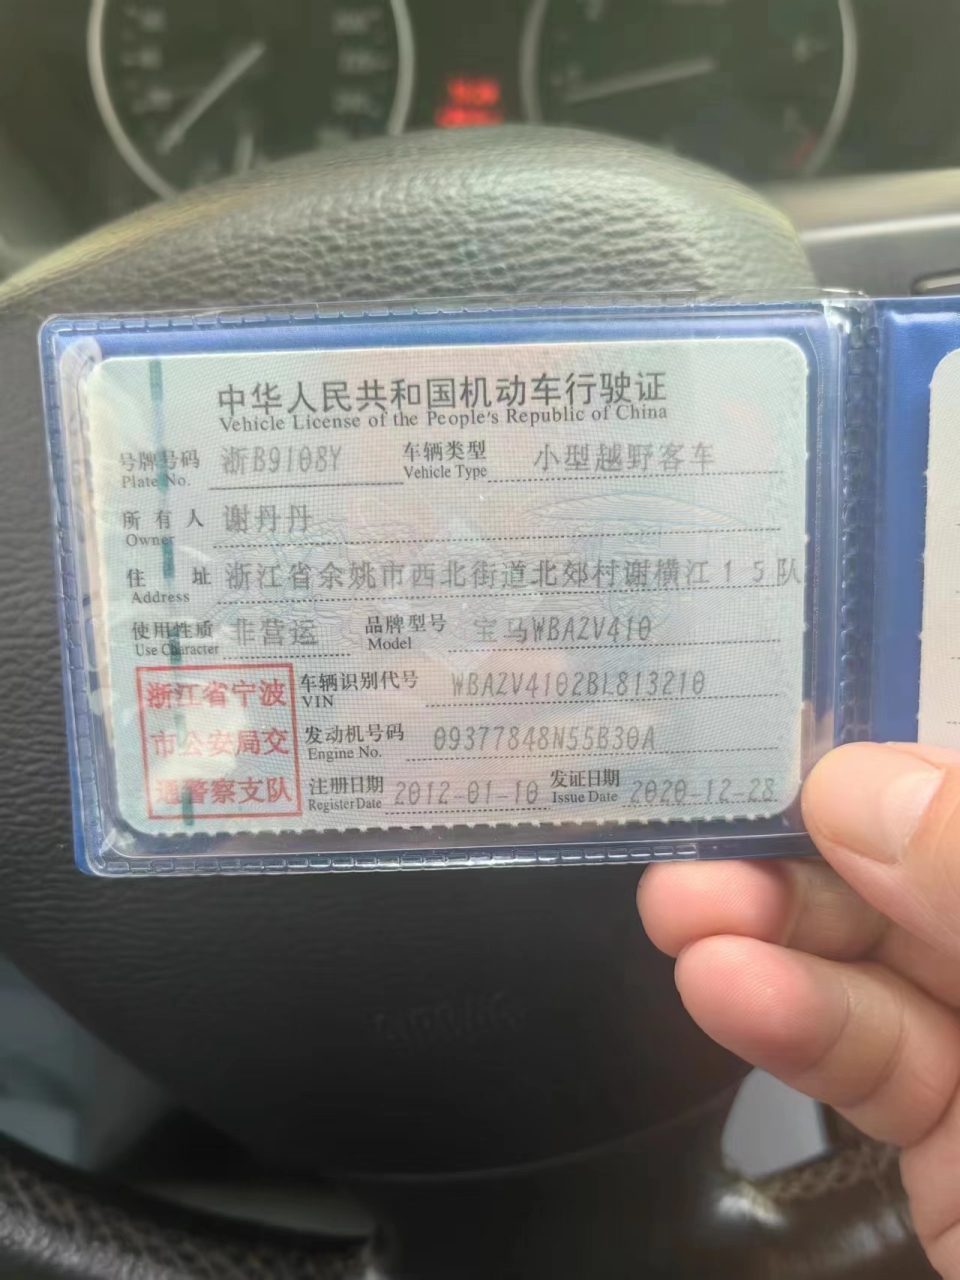 中华人民共和国机动车行驶证
Vehicle License of the People's Republic of China
号牌号码 浙B9108Y 车辆类型 小型越野客车
Plate No. Vehicle Type
所有人 谢丹丹
Owner
住址 浙江省余姚市西北街道北郊村谢横江15队
Address
使用性质 非营运 品牌型号 宝马WBAZV410
Use Character Model
浙江省宁波 车辆识别代号 WBAZV4102BL813210
VIN
市公安局交 发动机号码 09377848N55B30A
Engine No.
通警察支队 注册日期 2012-01-10 发证日期 2020-12-28
Register Date Issue Date